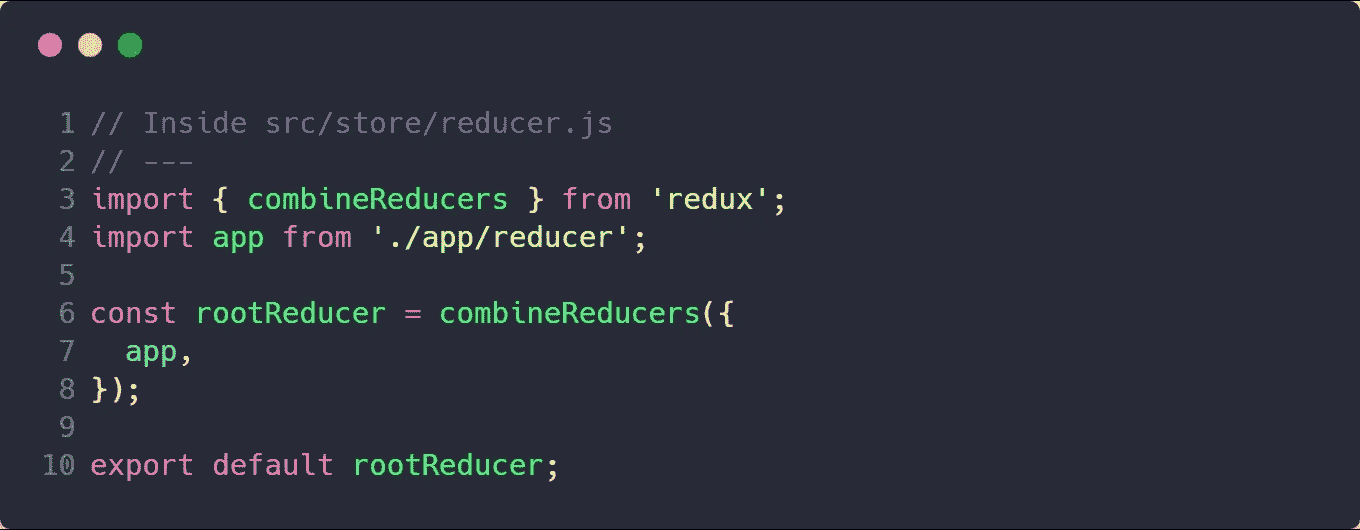 1 // Inside src/store/reducer.js
2 // ---
3 import { combineReducers } from 'redux';
4 import app from './app/reducer';
5
6 const rootReducer = combineReducers({
7   app,
8 });
9
10 export default rootReducer;